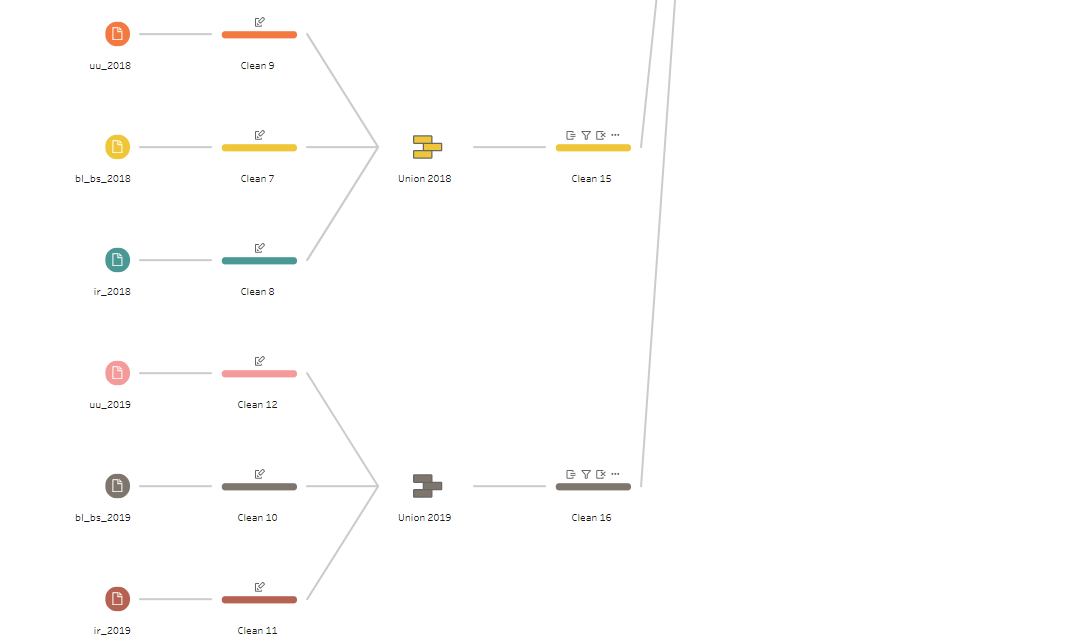 uu_2018
Clean 9
bl_bs_2018
Clean 7
Union 2018
Clean 15
ir_2018
Clean 8
uu_2019
Clean 12
bl_bs_2019
Clean 10
Union 2019
Clean 16
ir_2019
Clean 11